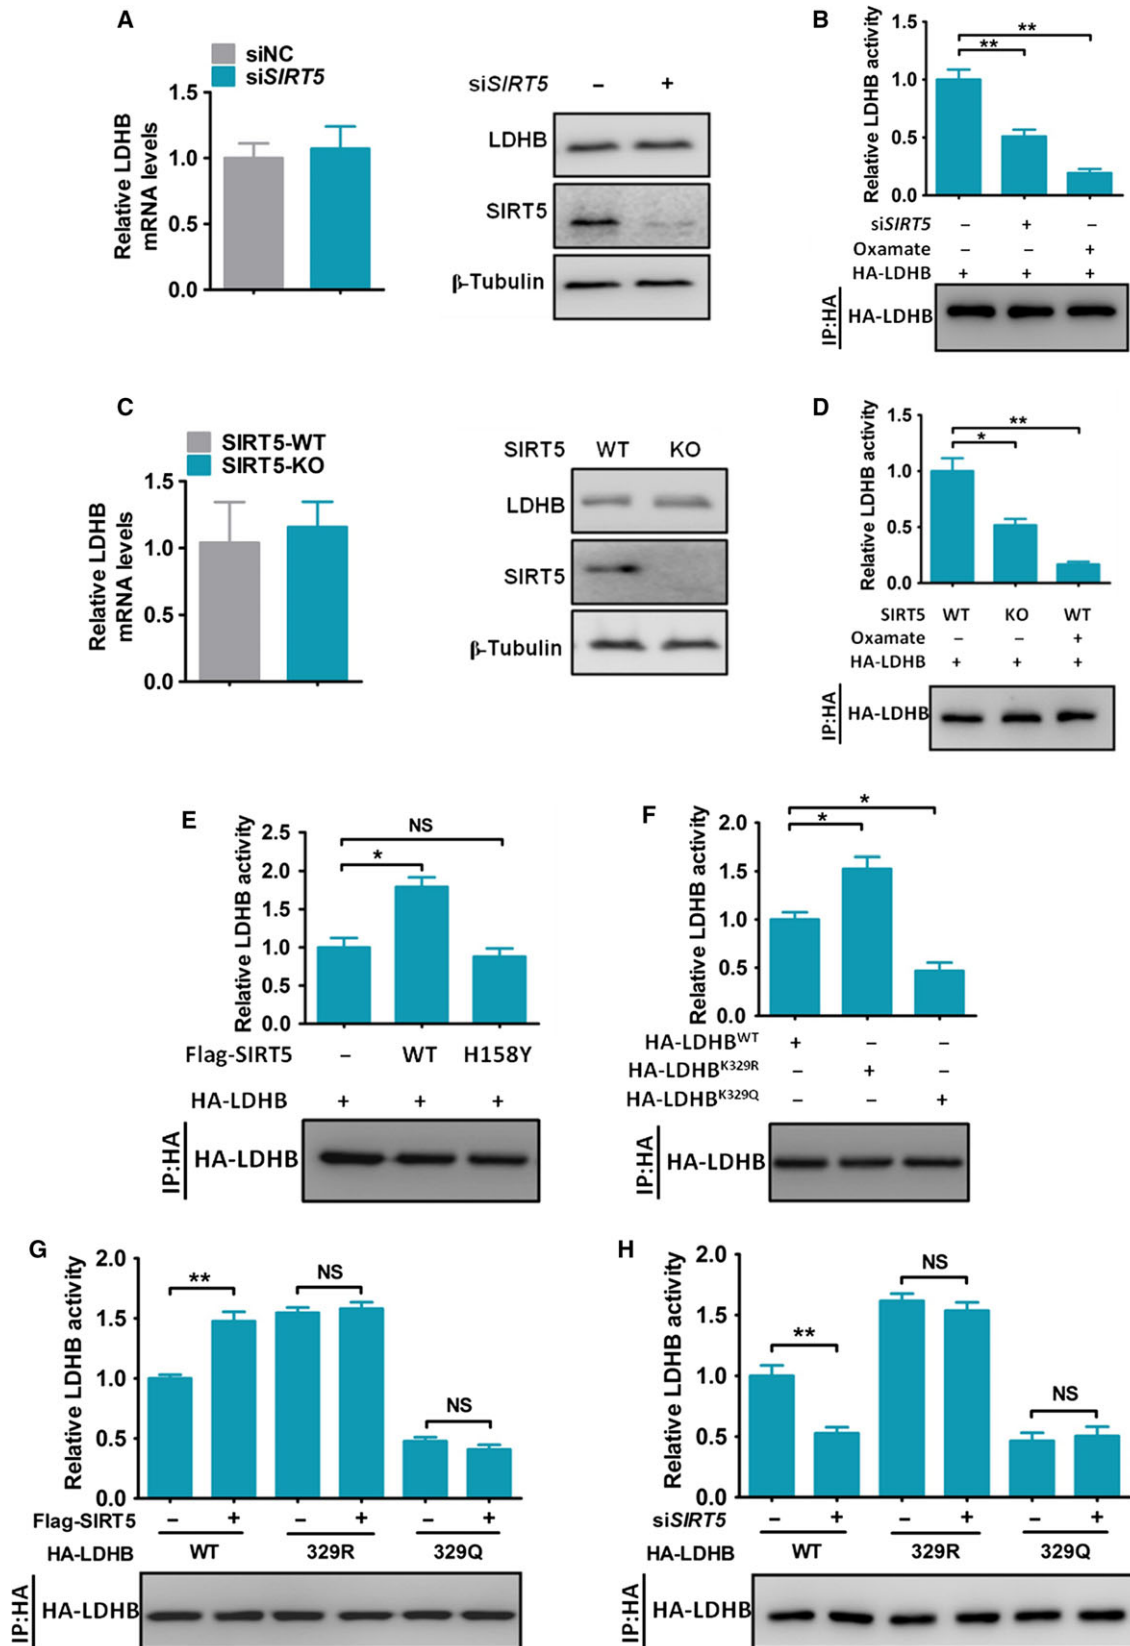 A
siNC
siSIRT5
Relative LDHB
mRNA levels
1.5
1.0
0.5
0.0
siSIRT5 – +
LDHB
SIRT5
β-Tubulin
B
Relative LDHB activity
1.5
1.0
0.5
0.0
**
**
siSIRT5 – + –
Oxamate – – +
HA-LDHB + + +
IP:HA
HA-LDHB
C
SIRT5-WT
SIRT5-KO
Relative LDHB
mRNA levels
1.5
1.0
0.5
0.0
SIRT5 WT KO
LDHB
SIRT5
β-Tubulin
D
Relative LDHB activity
1.5
1.0
0.5
0.0
**
*
SIRT5 WT KO WT
Oxamate – – +
HA-LDHB + + +
IP:HA
HA-LDHB
E
Relative LDHB activity
2.5
2.0
1.5
1.0
0.5
0.0
NS
*
Flag-SIRT5 – WT H158Y
HA-LDHB + + +
IP:HA
HA-LDHB
F
Relative LDHB activity
2.0
1.5
1.0
0.5
0.0
*
*
HA-LDHBWT + – –
HA-LDHBK329R – + –
HA-LDHBK329Q – – +
IP:HA
HA-LDHB
G
Relative LDHB activity
2.0
1.5
1.0
0.5
0.0
**
NS
NS
Flag-SIRT5 – + – + – +
HA-LDHB WT 329R 329Q
IP:HA
HA-LDHB
H
Relative LDHB activity
2.0
1.5
1.0
0.5
0.0
**
NS
NS
siSIRT5 – + – + – +
HA-LDHB WT 329R 329Q
IP:HA
HA-LDHB